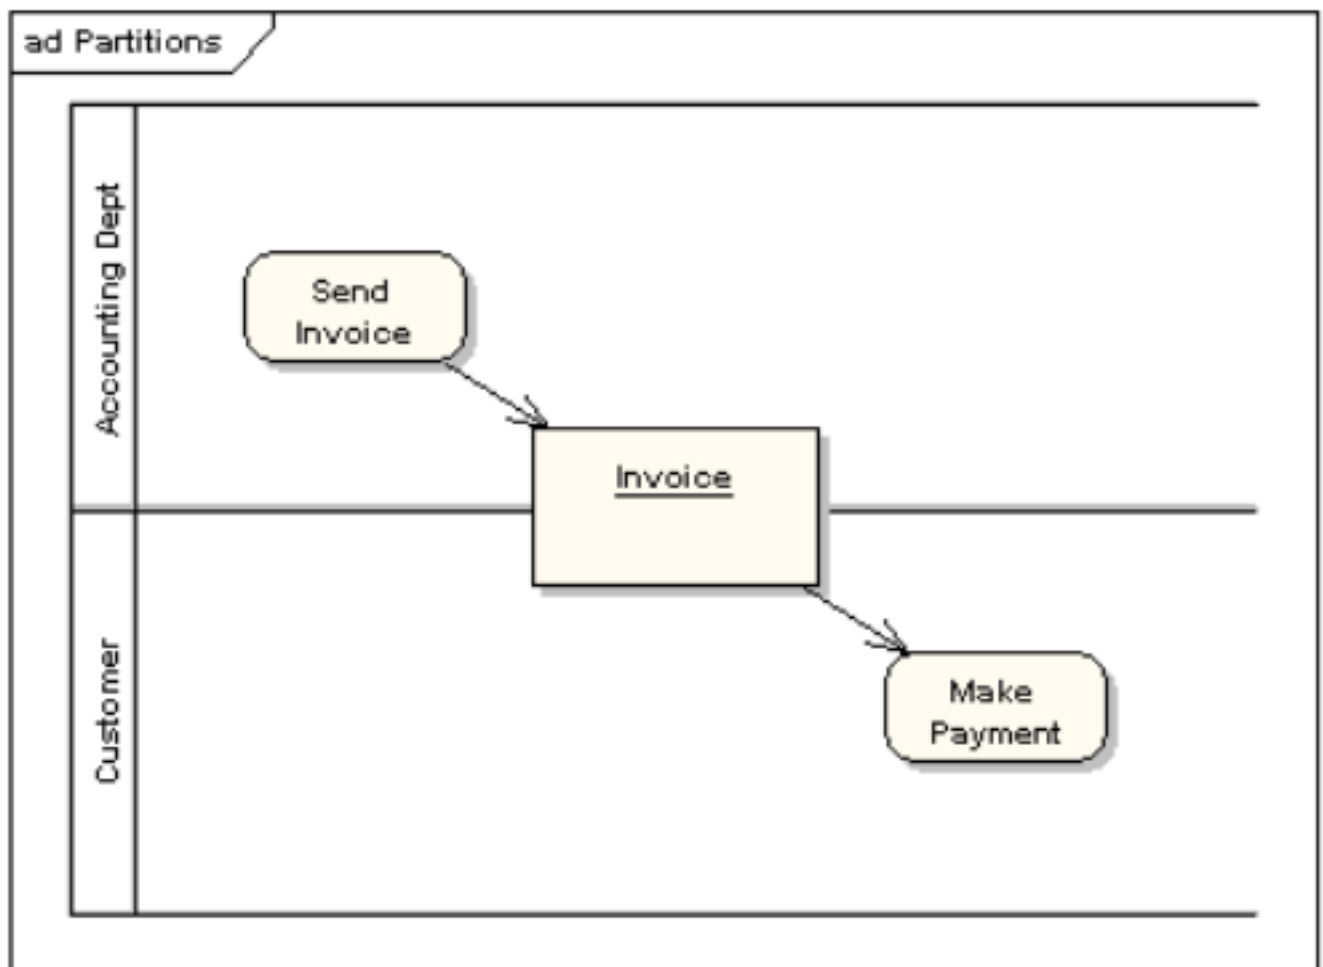 ad Partitions
Accounting Dept
Send
Invoice
Invoice
Customer
Make
Payment